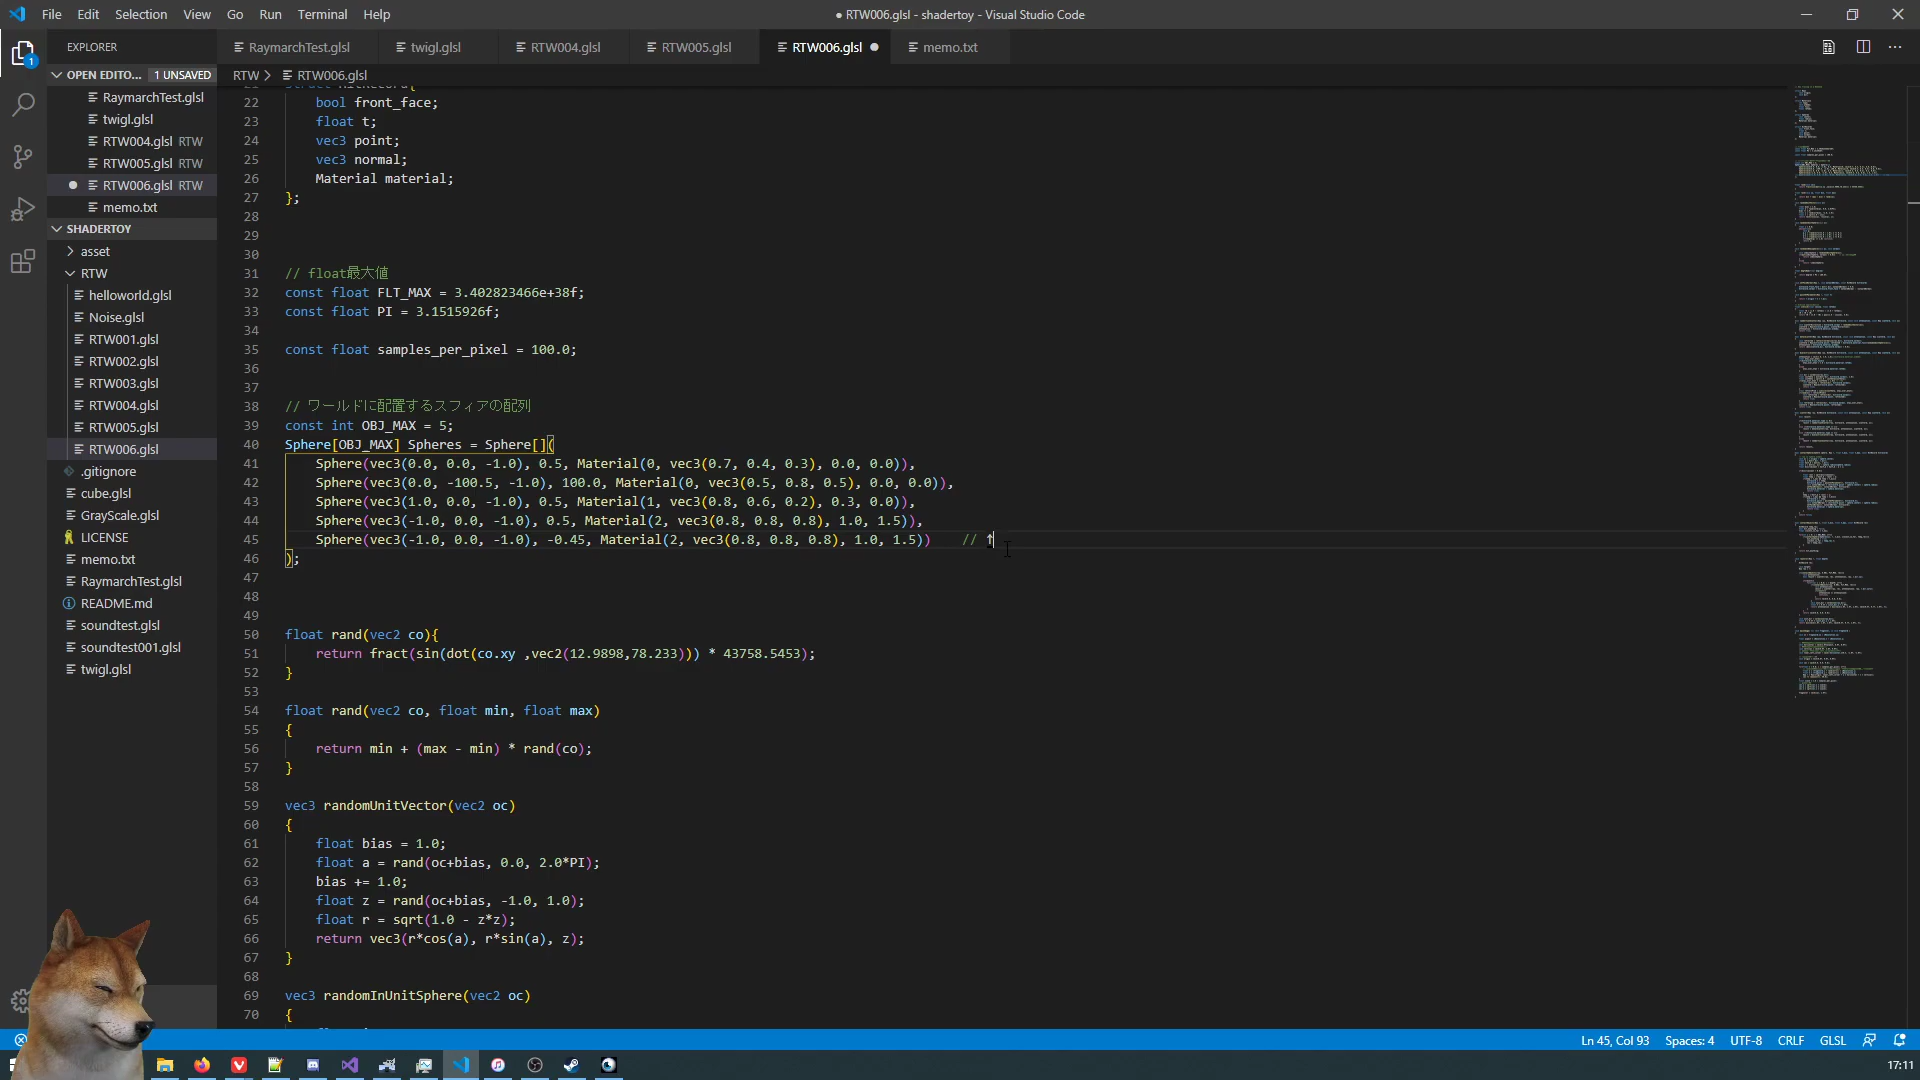 File Edit Selection View Go Run Terminal Help
● RTW006.glsl - shadertoy - Visual Studio Code
EXPLORER
RaymarchTest.glsl twigl.glsl RTW004.glsl RTW005.glsl RTW006.glsl ● memo.txt
OPEN EDITO... 1 UNSAVED
RaymarchTest.glsl
twigl.glsl
RTW004.glsl RTW
RTW005.glsl RTW
● RTW006.glsl RTW
memo.txt
SHADERTOY
asset
RTW
helloworld.glsl
Noise.glsl
RTW001.glsl
RTW002.glsl
RTW003.glsl
RTW004.glsl
RTW005.glsl
RTW006.glsl
.gitignore
cube.glsl
GrayScale.glsl
LICENSE
memo.txt
RaymarchTest.glsl
README.md
soundtest.glsl
soundtest001.glsl
twigl.glsl
RTW > RTW006.glsl
22 bool front_face;
23 float t;
24 vec3 point;
25 vec3 normal;
26 Material material;
27 };
28
29
30
31 // float最大値
32 const float FLT_MAX = 3.402823466e+38f;
33 const float PI = 3.1515926f;
34
35 const float samples_per_pixel = 100.0;
36
37
38 // ワールドに配置するスフィアの配列
39 const int OBJ_MAX = 5;
40 Sphere[OBJ_MAX] Spheres = Sphere[](
41 Sphere(vec3(0.0, 0.0, -1.0), 0.5, Material(0, vec3(0.7, 0.4, 0.3), 0.0, 0.0)),
42 Sphere(vec3(0.0, -100.5, -1.0), 100.0, Material(0, vec3(0.5, 0.8, 0.5), 0.0, 0.0)),
43 Sphere(vec3(1.0, 0.0, -1.0), 0.5, Material(1, vec3(0.8, 0.6, 0.2), 0.3, 0.0)),
44 Sphere(vec3(-1.0, 0.0, -1.0), 0.5, Material(2, vec3(0.8, 0.8, 0.8), 1.0, 1.5)),
45 Sphere(vec3(-1.0, 0.0, -1.0), -0.45, Material(2, vec3(0.8, 0.8, 0.8), 1.0, 1.5)) // ↑
46 );
47
48
49
50 float rand(vec2 co){
51 return fract(sin(dot(co.xy ,vec2(12.9898,78.233))) * 43758.5453);
52 }
53
54 float rand(vec2 co, float min, float max)
55 {
56 return min + (max - min) * rand(co);
57 }
58
59 vec3 randomUnitVector(vec2 oc)
60 {
61 float bias = 1.0;
62 float a = rand(oc+bias, 0.0, 2.0*PI);
63 bias += 1.0;
64 float z = rand(oc+bias, -1.0, 1.0);
65 float r = sqrt(1.0 - z*z);
66 return vec3(r*cos(a), r*sin(a), z);
67 }
68
69 vec3 randomInUnitSphere(vec2 oc)
70 {
Ln 45, Col 93 Spaces: 4 UTF-8 CRLF GLSL
17:11